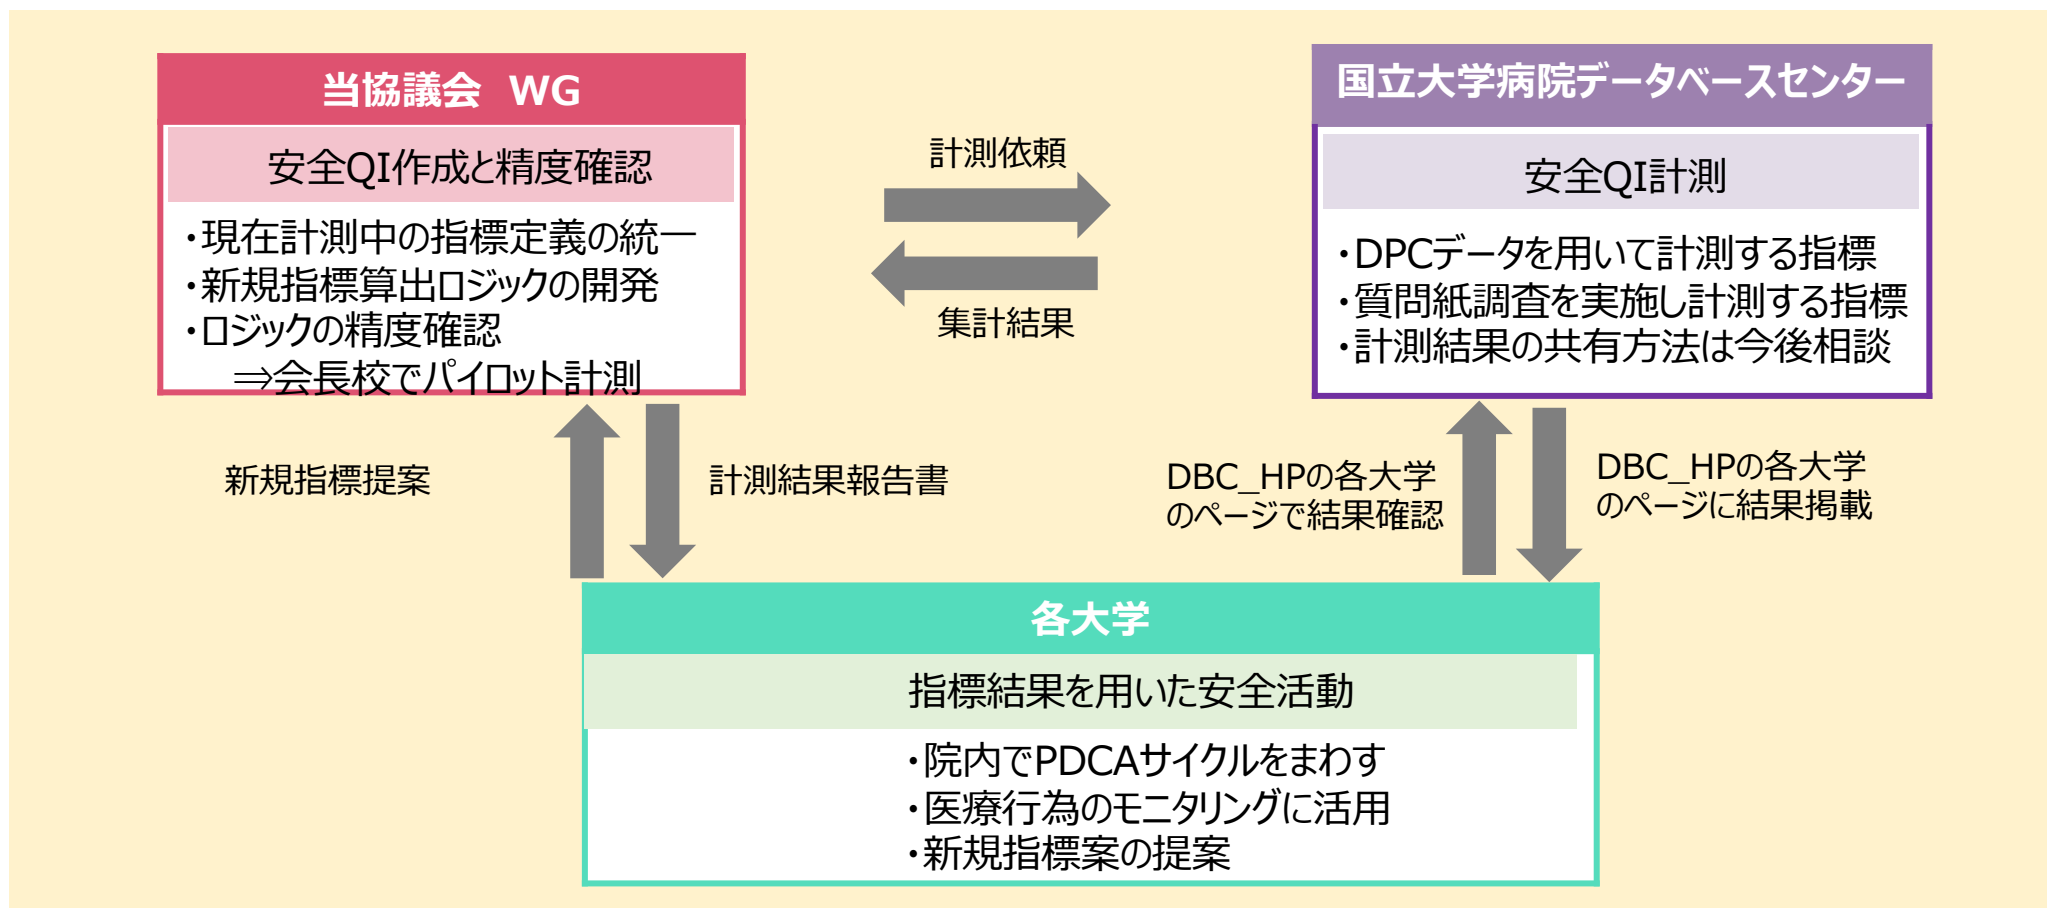 当協議会 WG
安全QI作成と精度確認
・現在計測中の指標定義の統一
・新規指標算出ロジックの開発
・ロジックの精度確認
⇒会長校でパイロット計測
計測依頼
集計結果
国立大学病院データベースセンター
安全QI計測
・DPCデータを用いて計測する指標
・質問紙調査を実施し計測する指標
・計測結果の共有方法は今後相談
新規指標提案
計測結果報告書
DBC_HPの各大学
のページで結果確認
DBC_HPの各大学
のページに結果掲載
各大学
指標結果を用いた安全活動
・院内でPDCAサイクルをまわす
・医療行為のモニタリングに活用
・新規指標案の提案